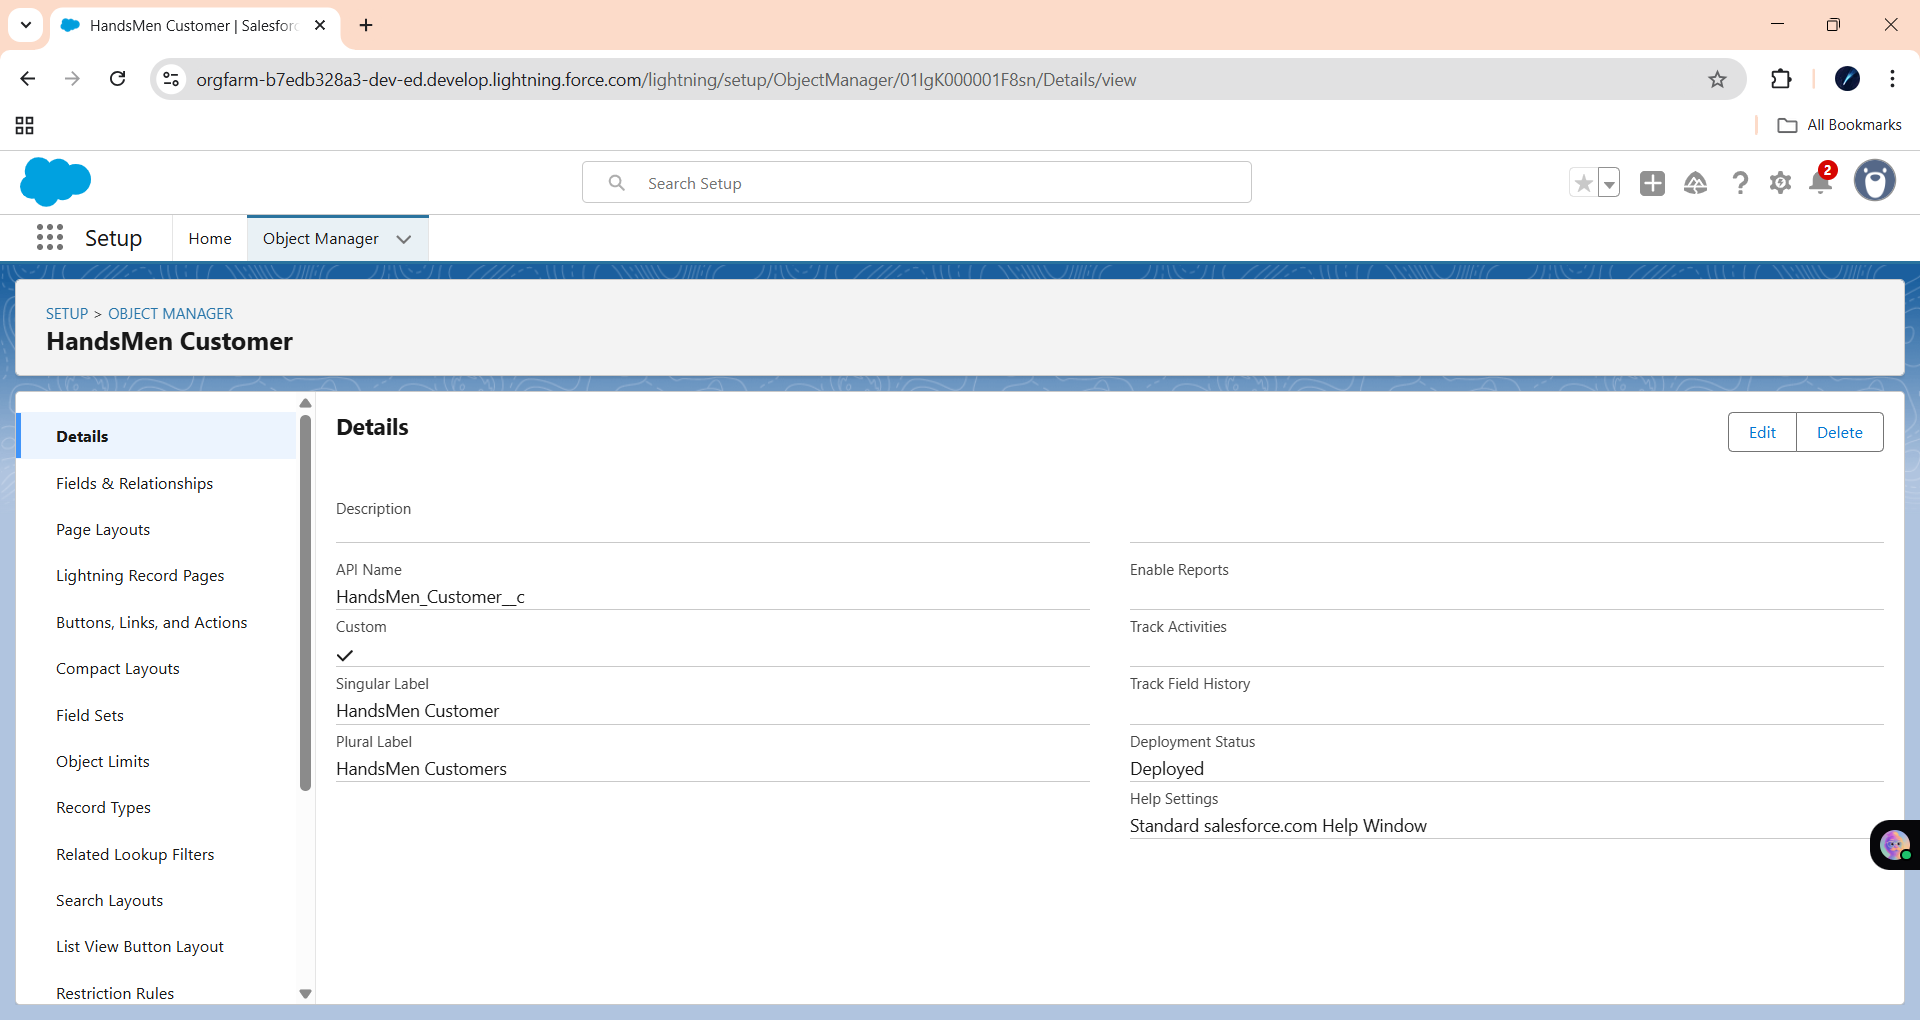 HandsMen Customer | Salesforc
orgfarm-b7edb328a3-dev-ed.develop.lightning.force.com/lightning/setup/ObjectManager/01IgK000001F8sn/Details/view
All Bookmarks
Search Setup
2
Setup
Home
Object Manager
SETUP > OBJECT MANAGER
HandsMen Customer
Details
Fields & Relationships
Page Layouts
Lightning Record Pages
Buttons, Links, and Actions
Compact Layouts
Field Sets
Object Limits
Record Types
Related Lookup Filters
Search Layouts
List View Button Layout
Restriction Rules
Details
Edit
Delete
Description
API Name
HandsMen_Customer__c
Custom
Singular Label
HandsMen Customer
Plural Label
HandsMen Customers
Enable Reports
Track Activities
Track Field History
Deployment Status
Deployed
Help Settings
Standard salesforce.com Help Window